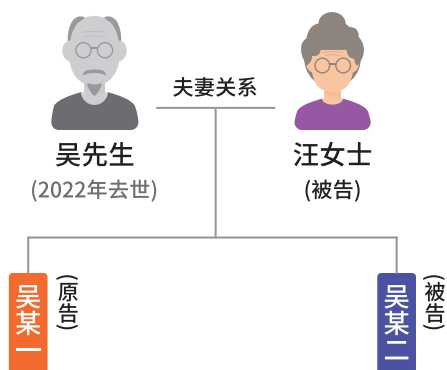 夫妻关系
吴先生
(2022年去世)
汪女士
(被告)
吴某一
(原告)
吴某二
(被告)